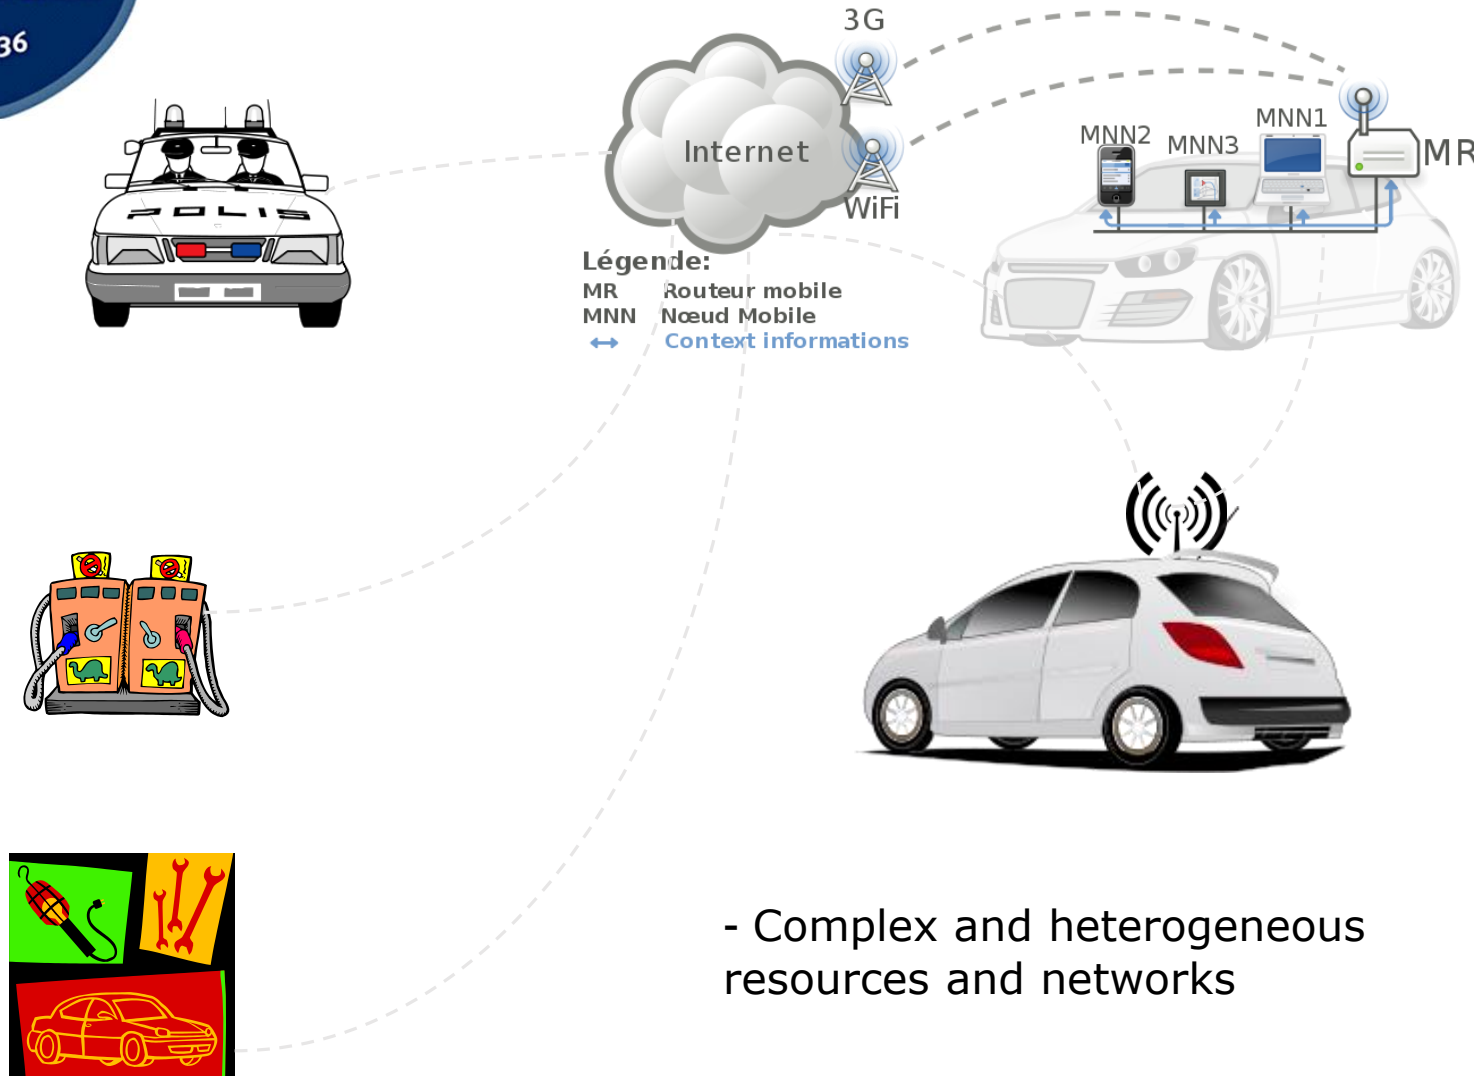 36
3G
Internet
WiFi
MNN2
MNN3
MNN1
MR
POLIS
Légende:
MR Routeur mobile
MNN Nœud Mobile
↔ Context informations
- Complex and heterogeneous
resources and networks